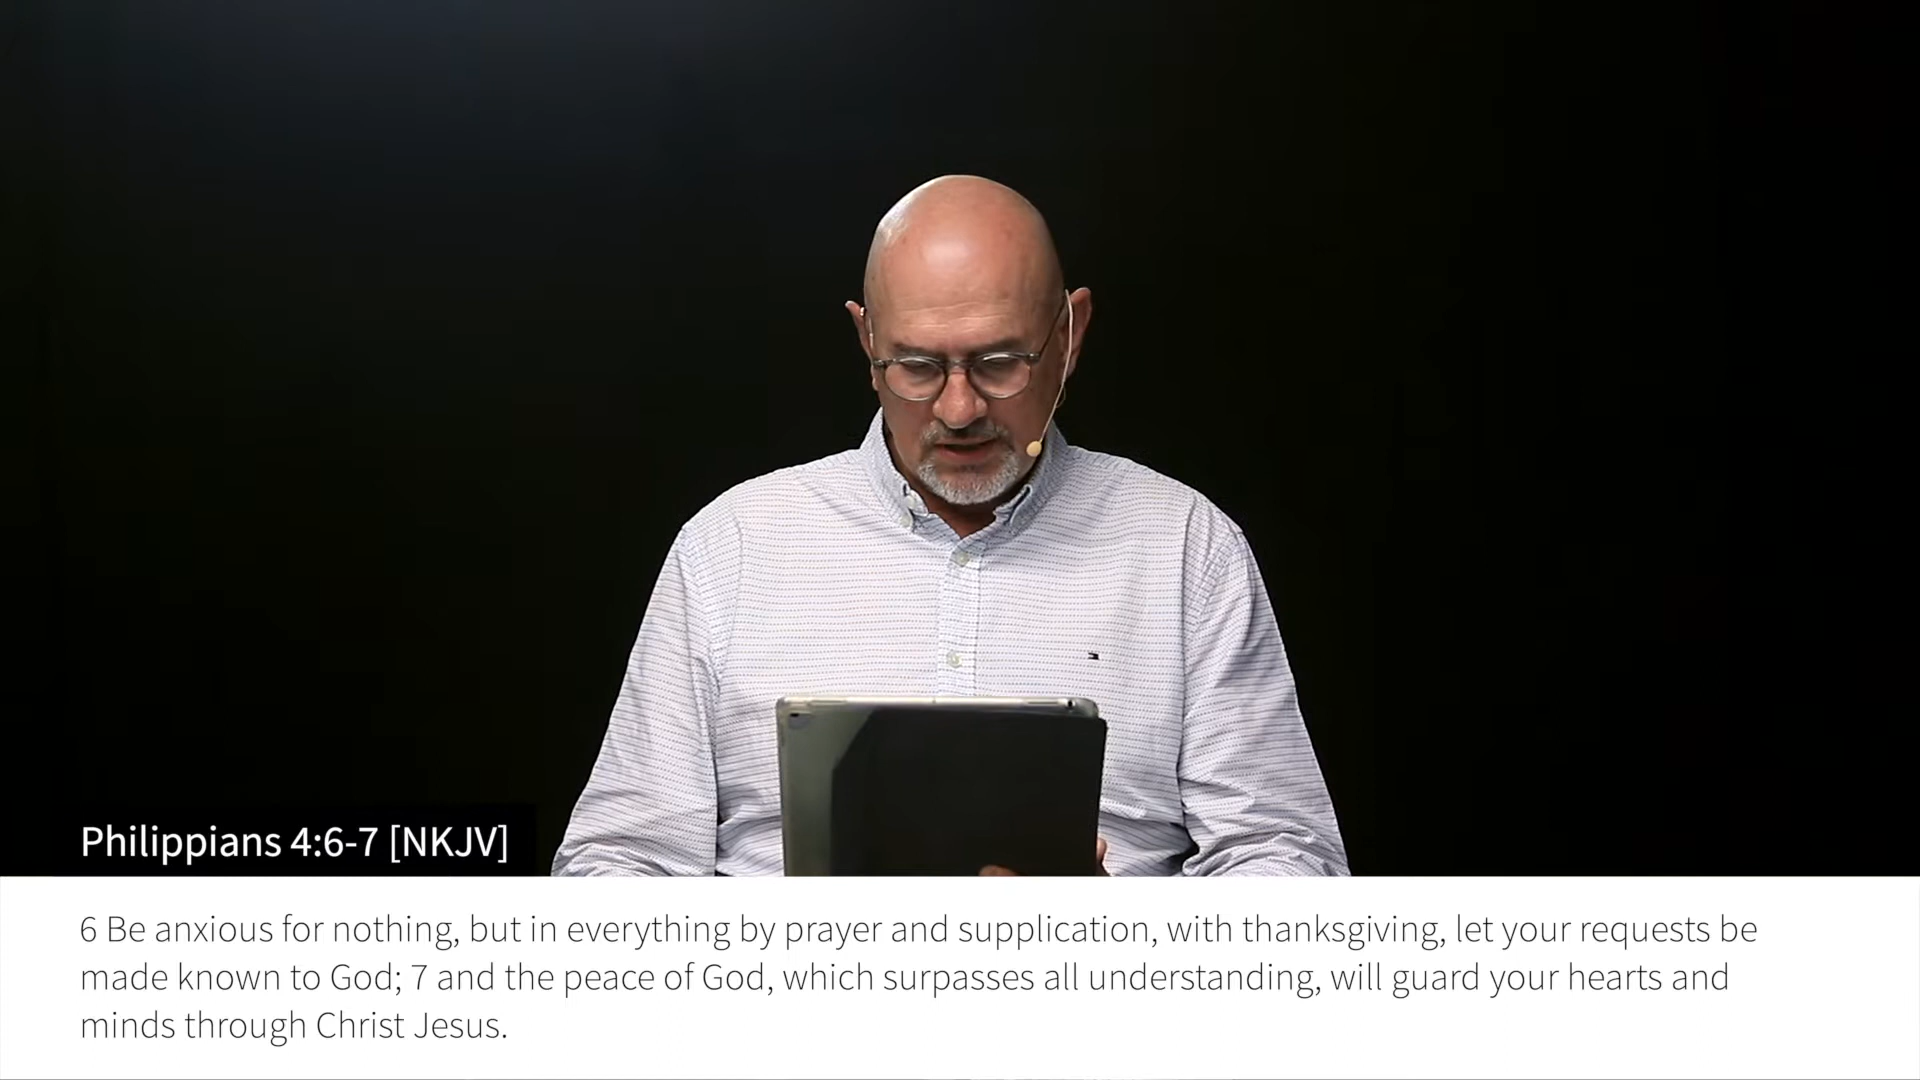 Philippians 4:6-7 [NKJV]
6 Be anxious for nothing, but in everything by prayer and supplication, with thanksgiving, let your requests be
made known to God; 7 and the peace of God, which surpasses all understanding, will guard your hearts and
minds through Christ Jesus.